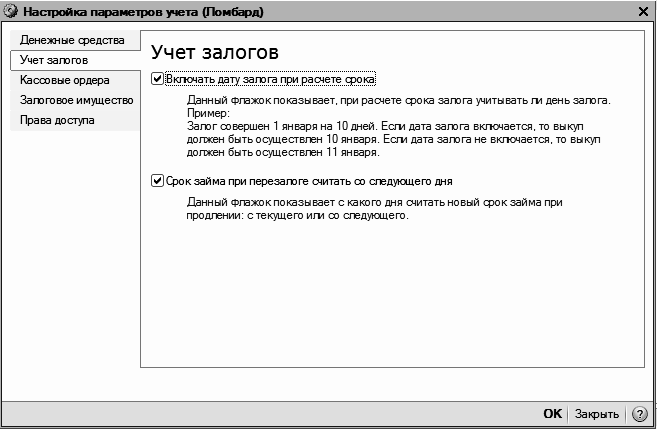 Настройка параметров учета (Ломбард)
Денежные средства
Учет залогов
Кассовые ордера
Залоговое имущество
Права доступа
Учет залогов
Включать дату залога при расчете срока
Данный флажок показывает, при расчете срока залога учитывать ли день залога.
Пример:
Залог совершен 1 января на 10 дней. Если дата залога включается, то выкуп
должен быть осуществлен 10 января. Если дата залога не включается, то выкуп
должен быть осуществлен 11 января.
Срок займа при перезалоге считать со следующего дня
Данный флажок показывает с какого дня считать новый срок займа при
продлении: с текущего или со следующего.
OK
Закрыть
?